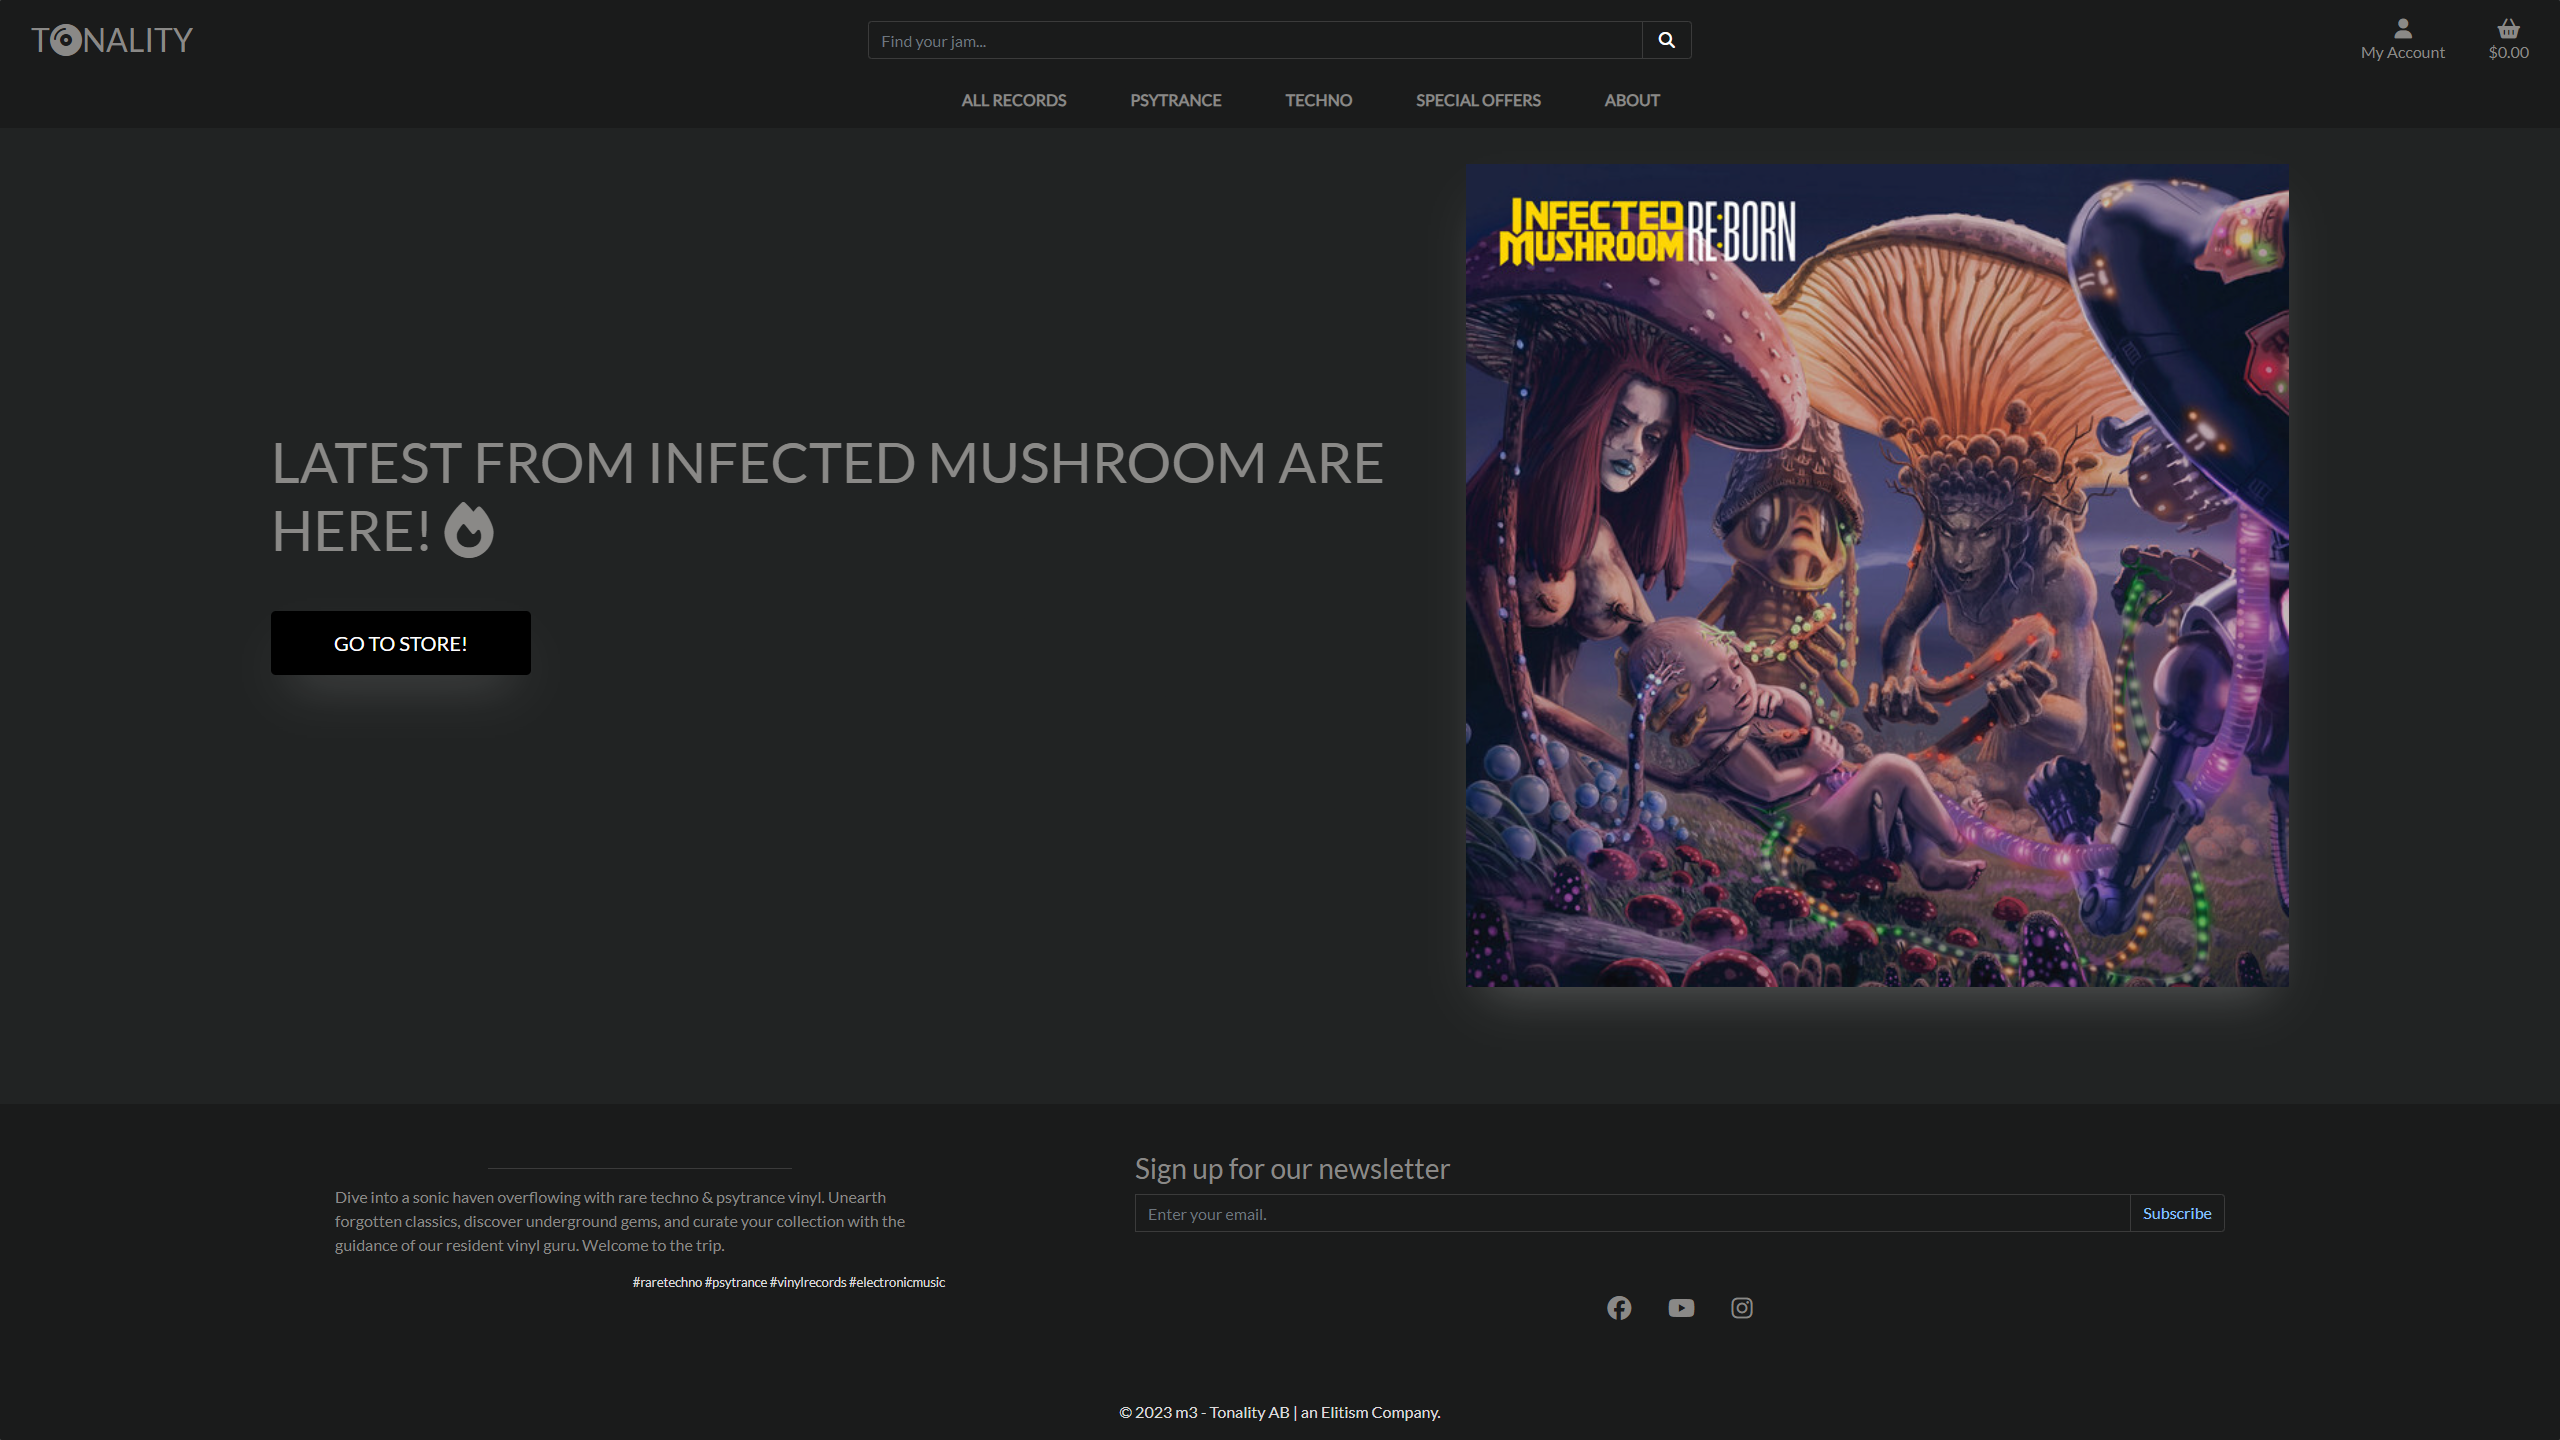 TONALITY
Find your jam...
My Account
$0.00
ALL RECORDS
PSYTRANCE
TECHNO
SPECIAL OFFERS
ABOUT
INFECTED MUSHROOM RE:BORN
LATEST FROM INFECTED MUSHROOM ARE
HERE!
GO TO STORE!
Dive into a sonic haven overflowing with rare techno & psytrance vinyl. Unearth
forgotten classics, discover underground gems, and curate your collection with the
guidance of our resident vinyl guru. Welcome to the trip.
#raretechno #psytrance #vinylrecords #electronicmusic
Sign up for our newsletter
Enter your email.
Subscribe
© 2023 m3 - Tonality AB | an Elitism Company.